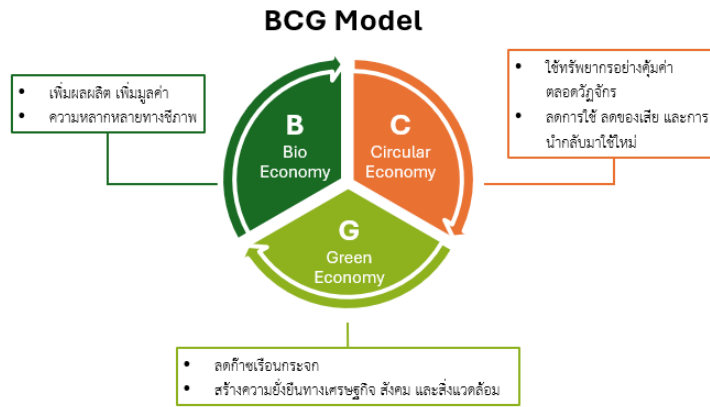 BCG Model
• เพิ่มผลผลิต เพิ่มมูลค่า
• ความหลากหลายทางชีภาพ
B
Bio
Economy
C
Circular
Economy
• ใช้ทรัพยากรอย่างคุ้มค่า
ตลอดวัฏจักร
• ลดการใช้ ลดของเสีย และการ
นำกลับมาใช้ใหม่
G
Green
Economy
• ลดก๊าซเรือนกระจก
• สร้างความยั่งยืนทางเศรษฐกิจ สังคม และสิ่งแวดล้อม